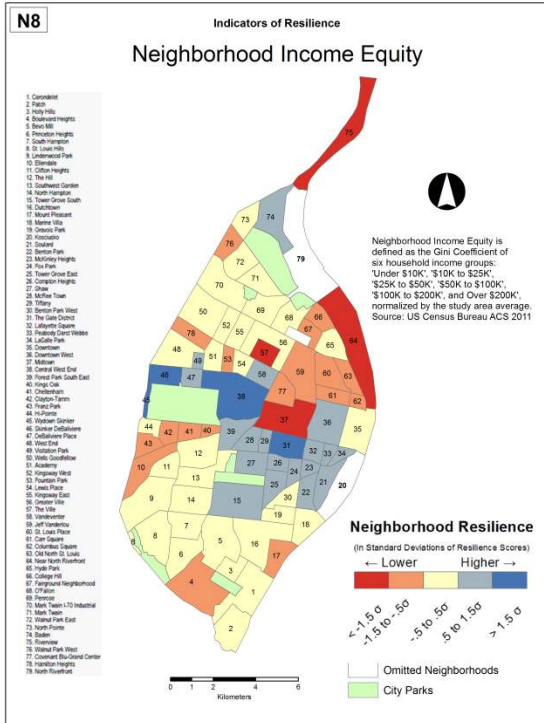 N8
Indicators of Resilience
Neighborhood Income Equity
1. Carondelet
2. Patch
3. Holly Hills
4. Boulevard Heights
5. Bevo Mill
6. Princeton Heights
7. South Hampton
8. St. Louis Hills
9. Lindenwood Park
10. Ellendale
11. Clifton Heights
12. The Hill
13. Southwest Garden
14. North Hampton
15. Tower Grove South
16. Dutchtown
17. Mount Pleasant
18. Marine Villa
19. Gravois Park
20. Kosciusko
21. Soulard
22. Benton Park
23. McKinley Heights
24. Fox Park
25. Tower Grove East
26. Compton Heights
27. Shaw
28. McRee Town
29. Tiffany
30. Benton Park West
31. The Gate District
32. Lafayette Square
33. Peabody Darst Webbe
34. LaSalle Park
35. Downtown
36. Downtown West
37. Midtown
38. Central West End
39. Forest Park South East
40. Kings Oak
41. Cheltenham
42. Clayton-Tamm
43. Franz Park
44. Hi-Pointe
45. Wydown Skinker
46. Skinker DeBaliviere
47. DeBaliviere Place
48. West End
49. Visitation Park
50. Wells Goodfellow
51. Academy
52. Kingsway West
53. Fountain Park
54. Lewis Place
55. Kingsway East
56. Greater Ville
57. The Ville
58. Vandeventer
59. Jeff Vanderlou
60. St. Louis Place
61. Carr Square
62. Columbus Square
63. Old North St. Louis
64. Near North Riverfront
65. Hyde Park
66. College Hill
67. Fairground Neighborhood
68. O'Fallon
69. Penrose
70. Mark Twain I-70 Industrial
71. Mark Twain
72. Walnut Park East
73. North Pointe
74. Baden
75. Riverview
76. Walnut Park West
77. Covenant Blu-Grand Center
78. Hamilton Heights
79. North Riverfront
75
74
73
76
72
79
71
70
69
68
66
67
64
50
52
55
56
65
78
51
57
48
53
54
49
58
59
60
63
46
47
77
61
62
45
38
37
36
35
44
42
41
40
39
43
28
29
31
32
33
34
12
27
26
24
23
10
11
25
22
21
20
13
30
9
14
15
19
18
8
7
5
16
6
17
3
4
1
2
Neighborhood Income Equity is
defined as the Gini Coefficient of
six household income groups:
'Under $10K', '$10K to $25K',
'$25K to $50K', '$50K to $100K',
'$100K to $200K', and Over $200K',
normalized by the study area average.
Source: US Census Bureau ACS 2011
Neighborhood Resilience
(In Standard Deviations of Resilience Scores)
← Lower Higher →
< -1.5 σ
-1.5 to -.5σ
-.5 to .5σ
.5 to 1.5σ
> 1.5 σ
Omitted Neighborhoods
City Parks
0 1 2 4 6
Kilometers